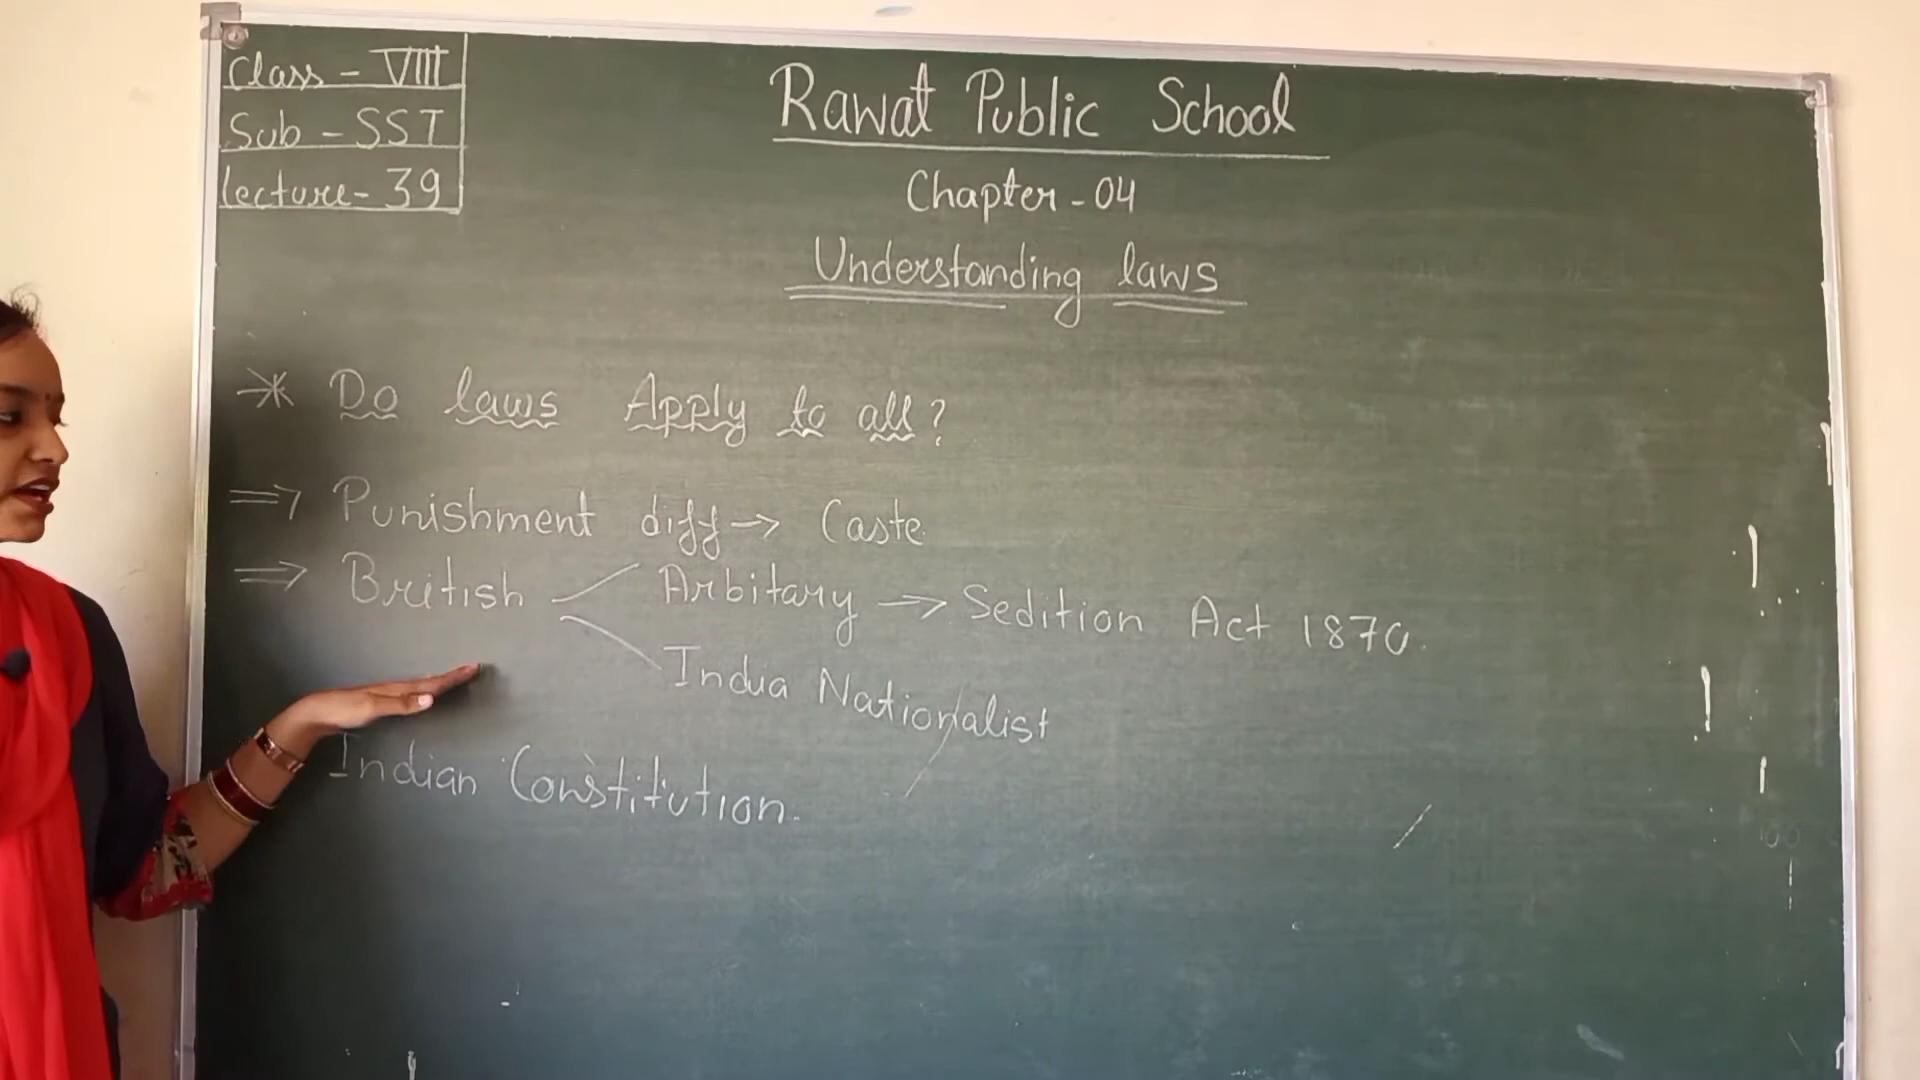 Class - VIII
Sub - SST
Lecture - 39
Rawat Public School
Chapter - 04
Understanding laws
* Do laws Apply to all?
⇒ Punishment diff → Caste
⇒ British Arbitary → Sedition Act 1870.
India Nationalist
Indian Constitution.